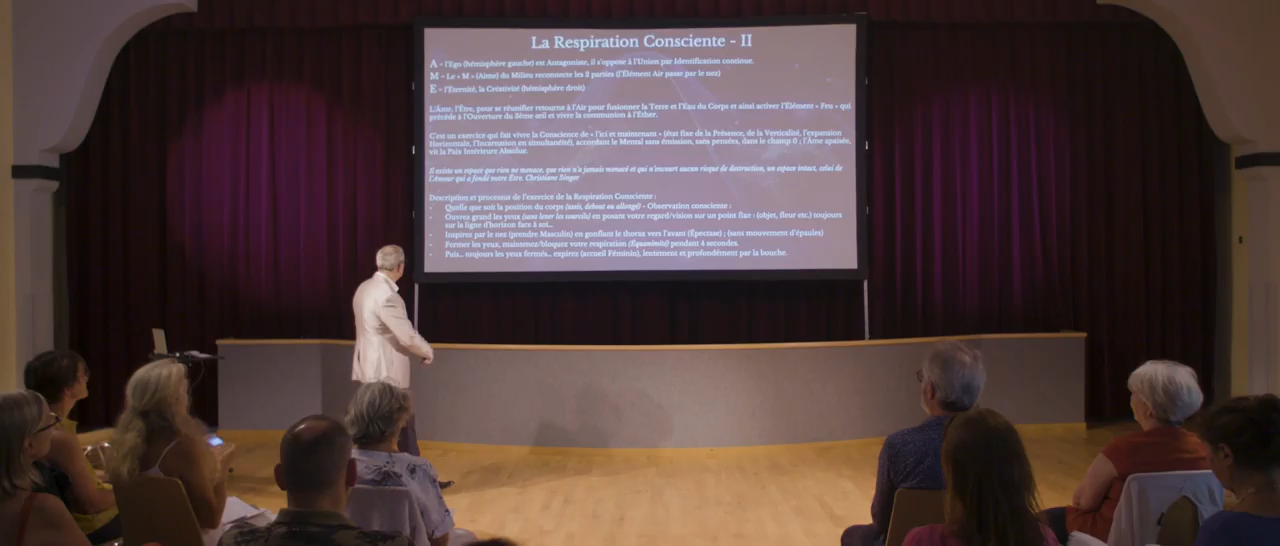 La Respiration Consciente - II
A = l'Ego (hémisphère gauche) est Antagoniste, il s'oppose à l'Union par Identification continue.
M = Le « M » (Aime) du Milieu reconnecte les 2 parties (l'Élément Air passe par le nez)
E = l'Éternité, la Créativité (hémisphère droit)
L'Âme, l'Être, pour se réunifier retourne à l'Air pour fusionner la Terre et l'Eau du Corps et ainsi activer l'Élément « Feu » qui
précède à l'Ouverture du 3ème œil et vivre la communion à l'Éther.
C'est un exercice qui fait vivre la Conscience de « l'ici et maintenant » (état fixe de la Présence, de la Verticalité, l'expansion
Horizontale, l'Incarnation en simultanéité), accordant le Mental sans émission, sans pensées, dans le champ 0 ; l'Âme apaisée,
vit la Paix Intérieure Absolue.
Il existe un espace que rien ne menace, que rien n'a jamais menacé et qui n'encourt aucun risque de destruction, un espace intact, celui de
L'Amour qui a fondé notre Être. Christiane Singer
Description et processus de l'exercice de la Respiration Consciente :
- Quelle que soit la position du corps (assis, debout ou allongé) - Observation consciente :
- Ouvrez grand les yeux (sans lever les sourcils) en posant votre regard/vision sur un point fixe : (objet, fleur etc.) toujours
sur la ligne d'horizon face à soi...
- Inspirez par le nez (prendre Masculin) en gonflant le thorax vers l'avant (Épectase) ; (sans mouvement d'épaules)
- Fermer les yeux, maintenez/bloquez votre respiration (Équanimité) pendant 4 secondes.
- Puis... toujours les yeux fermés... expirez (accueil Féminin), lentement et profondément par la bouche.